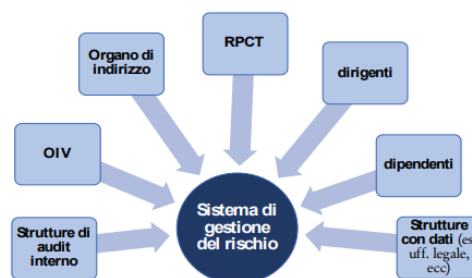 RPCT
Organo di
indirizzo
dirigenti
OIV
dipendenti
Strutture di
audit
interno
Sistema di
gestione
del rischio
Strutture
con dati (es
uff. legale,
ecc)